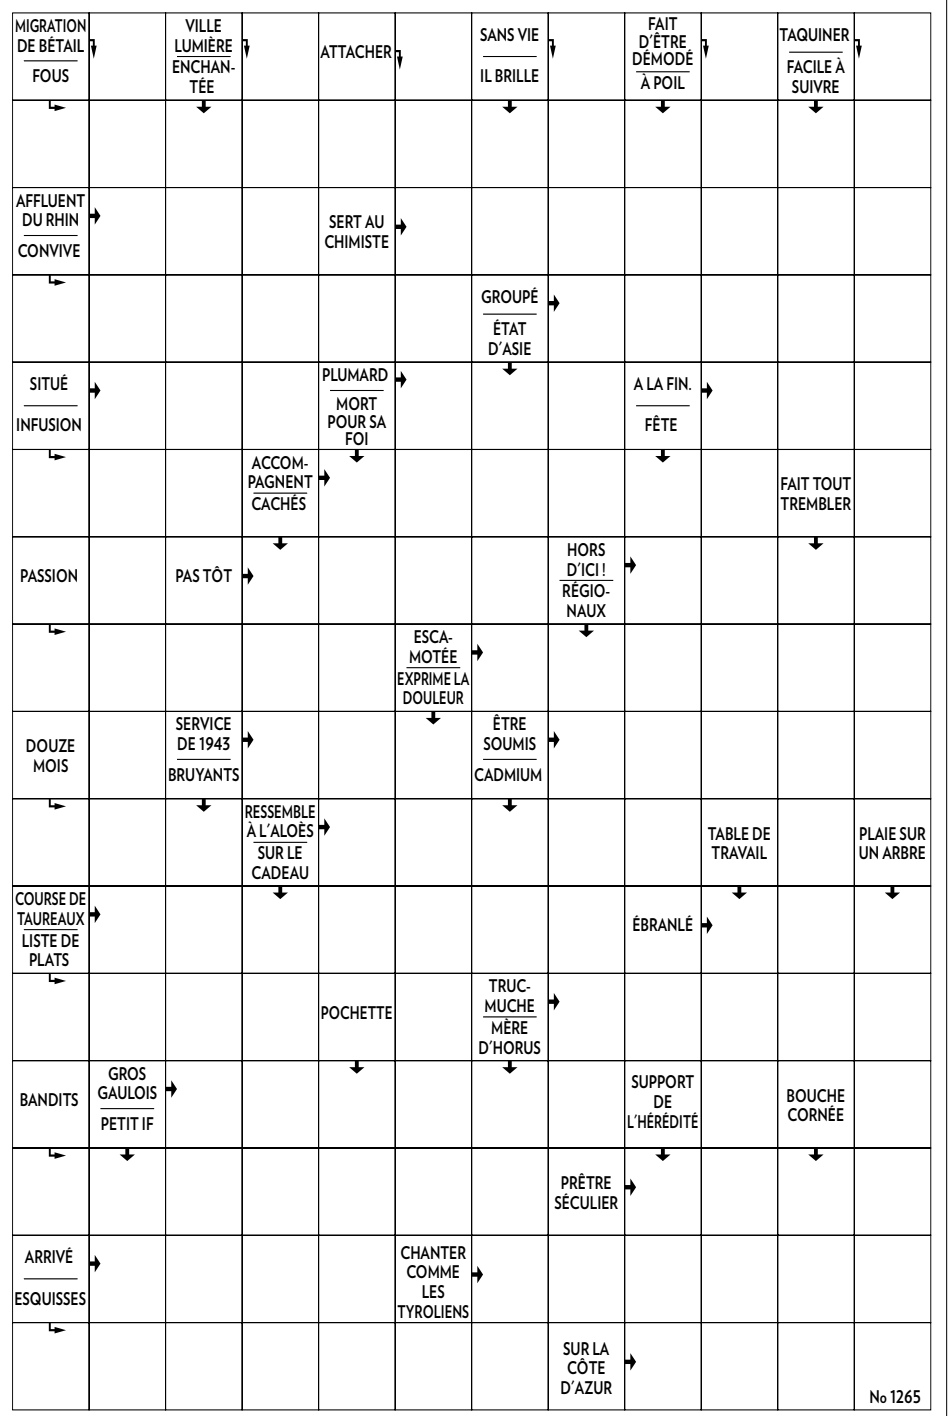 MIGRATION
DE BÉTAIL
FOUS
VILLE
LUMIÈRE
ENCHAN-
TÉE
ATTACHER
SANS VIE
IL BRILLE
FAIT
D'ÊTRE
DÉMODÉ
À POIL
TAQUINER
FACILE À
SUIVRE
AFFLUENT
DU RHIN
CONVIVE
SERT AU
CHIMISTE
GROUPÉ
ÉTAT
D'ASIE
SITUÉ
INFUSION
PLUMARD
MORT
POUR SA
FOI
A LA FIN.
FÊTE
ACCOM-
PAGNENT
CACHÉS
FAIT TOUT
TREMBLER
PASSION
PAS TÔT
HORS
D'ICI !
RÉGIO-
NAUX
ESCA-
MOTÉE
EXPRIME LA
DOULEUR
DOUZE
MOIS
SERVICE
DE 1943
BRUYANTS
ÊTRE
SOUMIS
CADMIUM
RESSEMBLE
À L'ALOÈS
SUR LE
CADEAU
TABLE DE
TRAVAIL
PLAIE SUR
UN ARBRE
COURSE DE
TAUREAUX
LISTE DE
PLATS
ÉBRANLÉ
POCHETTE
TRUC-
MUCHE
MÈRE
D'HORUS
BANDITS
GROS
GAULOIS
PETIT IF
SUPPORT
DE
L'HÉRÉDITÉ
BOUCHE
CORNÉE
PRÊTRE
SÉCULIER
ARRIVÉ
ESQUISSES
CHANTER
COMME
LES
TYROLIENS
SUR LA
CÔTE
D'AZUR
No 1265